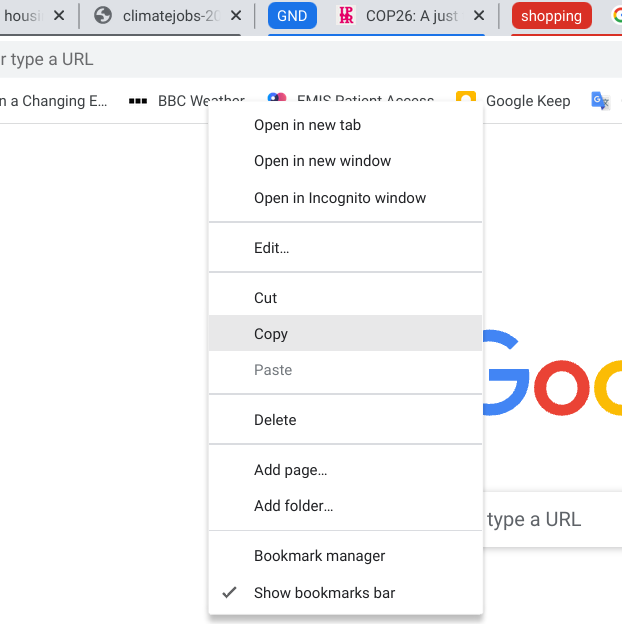 housi
climatejobs-20
GND
COP26: A just
shopping
r type a URL
n a Changing E...
BBC Weather
EMIS Patient Access
Google Keep
Open in new tab
Open in new window
Open in Incognito window
Edit...
Cut
Copy
Paste
Delete
Add page...
Add folder...
Bookmark manager
Show bookmarks bar
Goo
type a URL